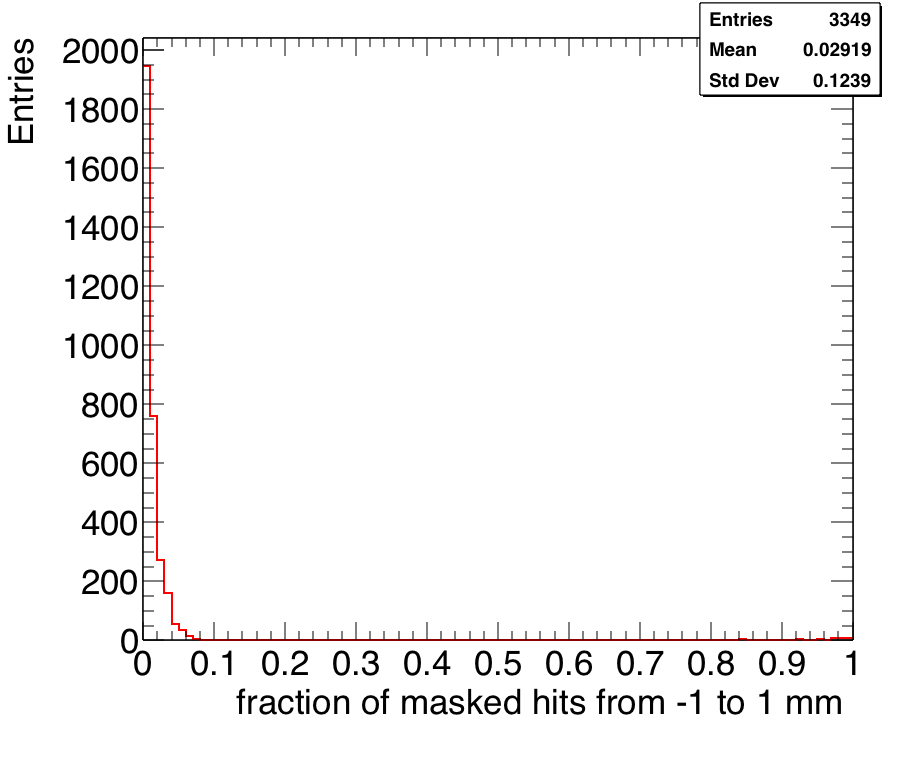 Entries 3349
Mean 0.02919
Std Dev 0.1239
Entries
2000
1800
1600
1400
1200
1000
800
600
400
200
0
0 0.1 0.2 0.3 0.4 0.5 0.6 0.7 0.8 0.9 1
fraction of masked hits from -1 to 1 mm